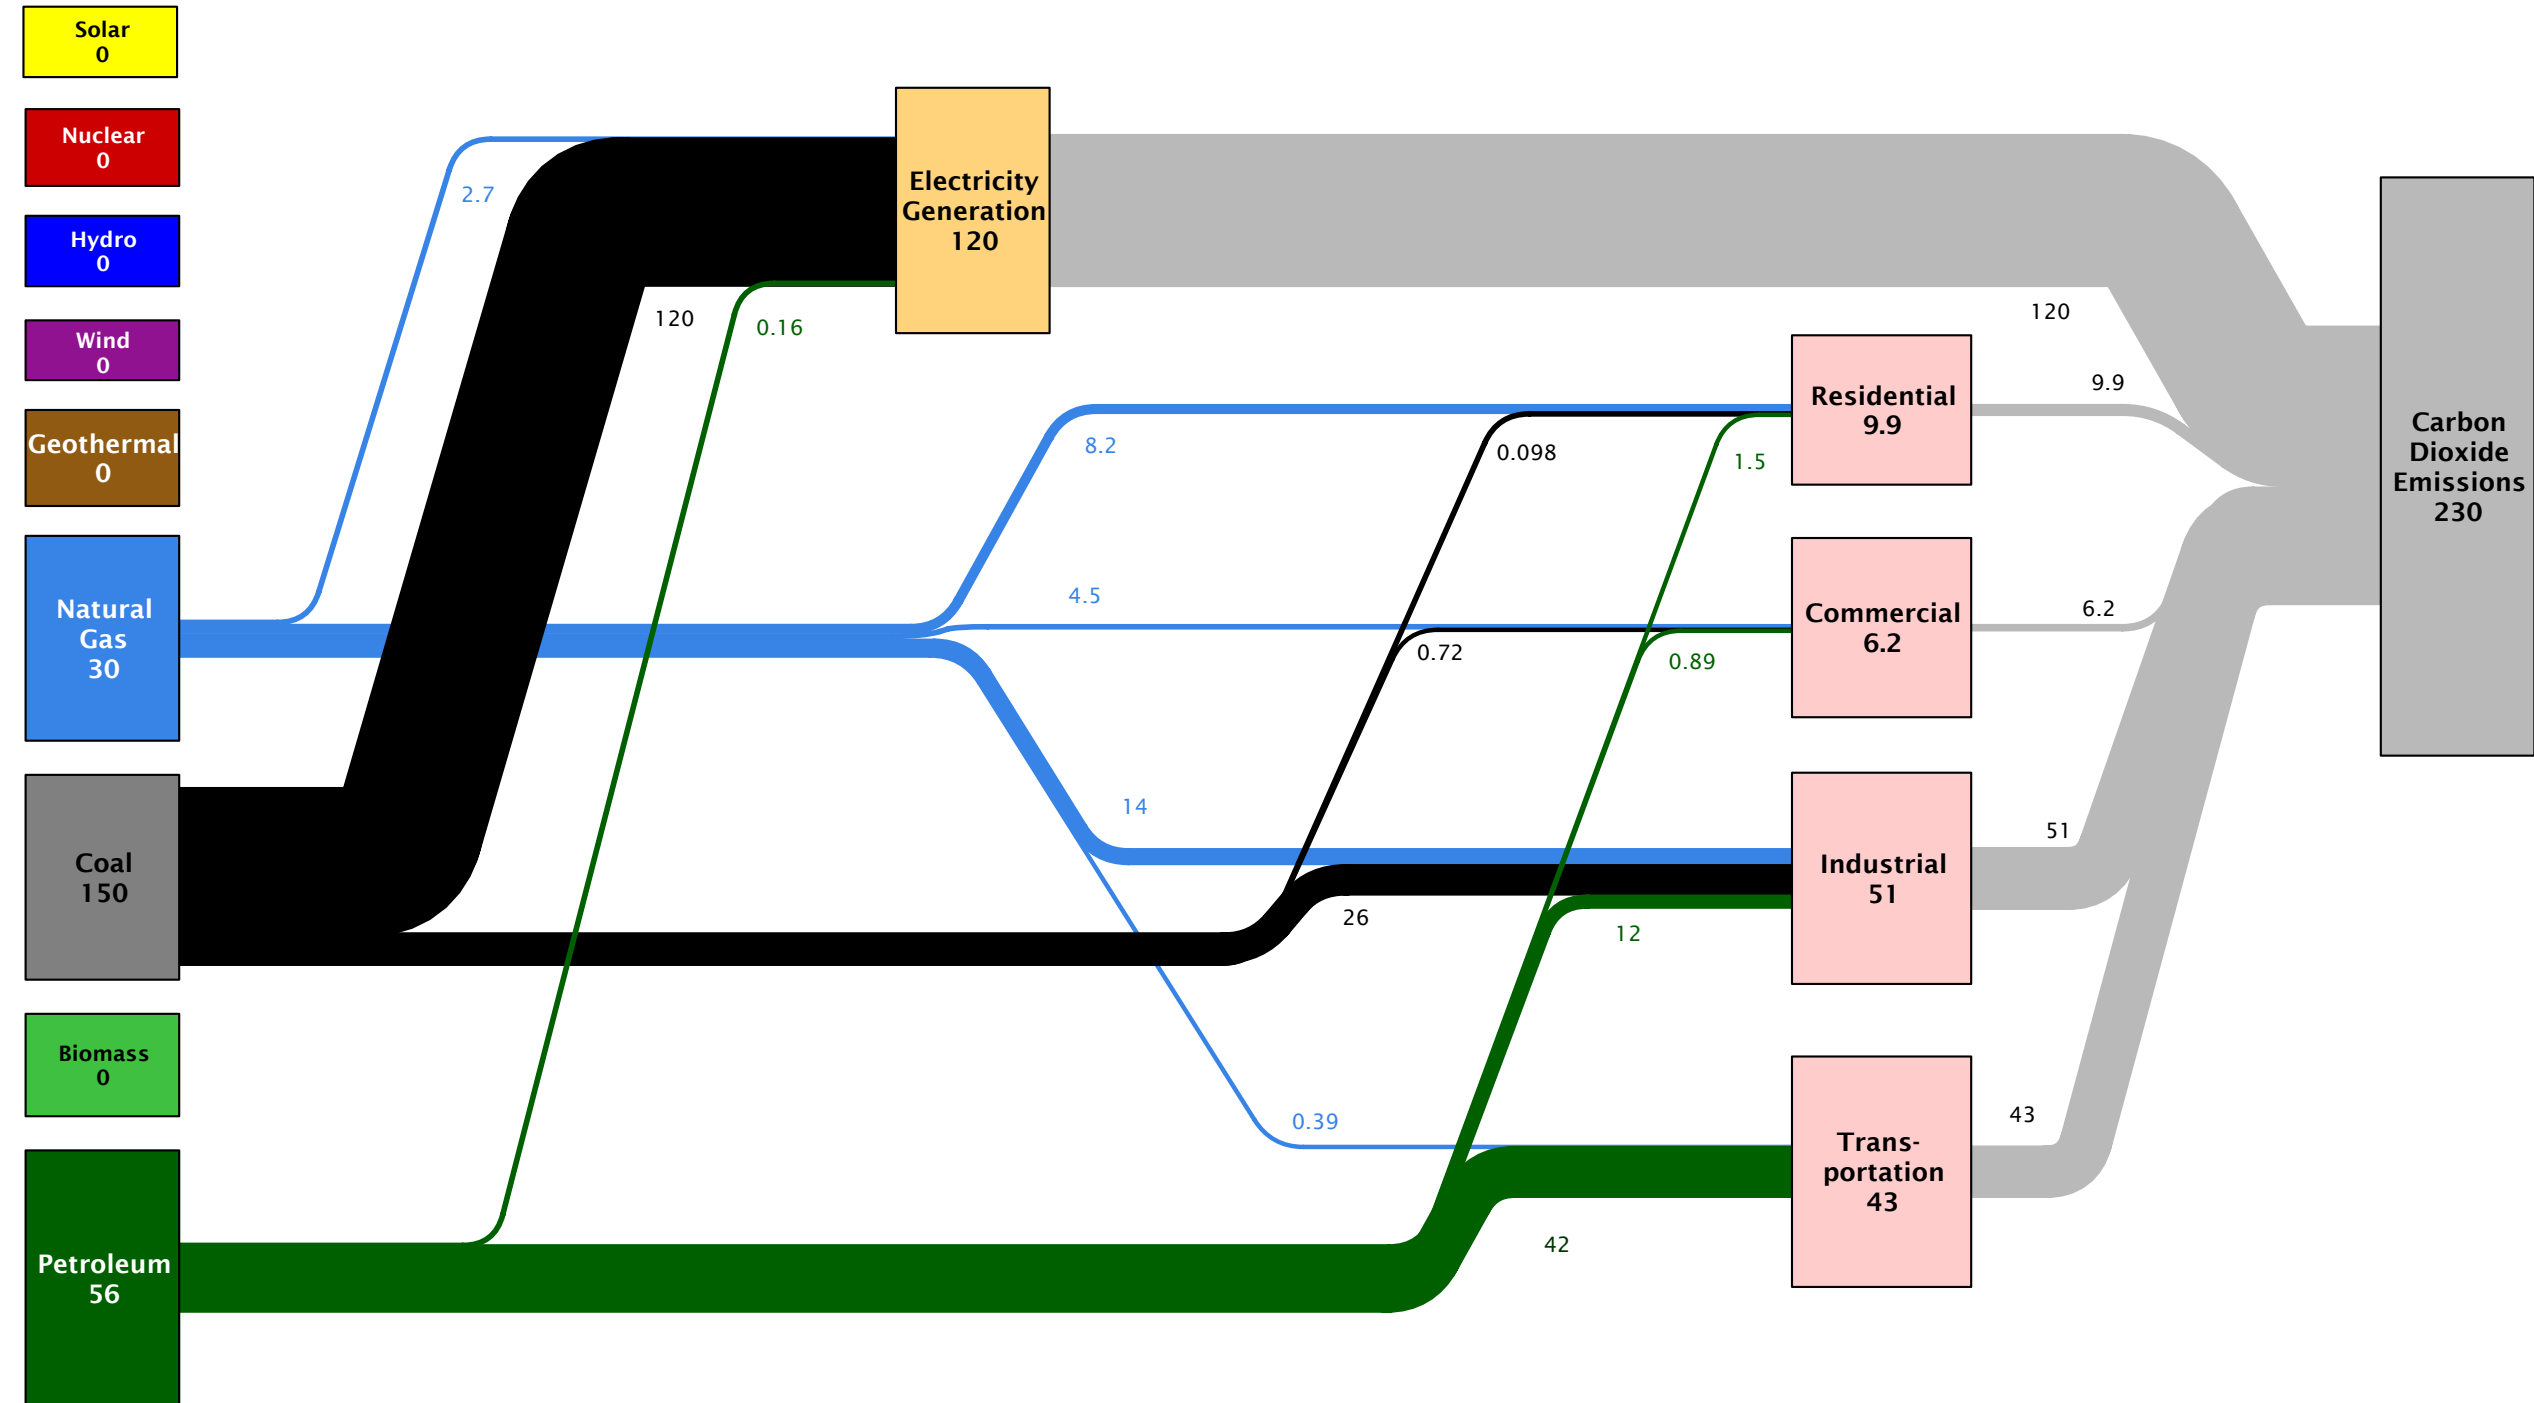 Solar
0
Nuclear
0
Hydro
0
Wind
0
Geothermal
0
Natural
Gas
30
Coal
150
Biomass
0
Petroleum
56
2.7
120
0.16
Electricity
Generation
120
8.2
4.5
14
0.39
0.098
0.72
26
1.5
0.89
12
42
Residential
9.9
Commercial
6.2
Industrial
51
Trans-
portation
43
120
9.9
6.2
51
43
Carbon
Dioxide
Emissions
230